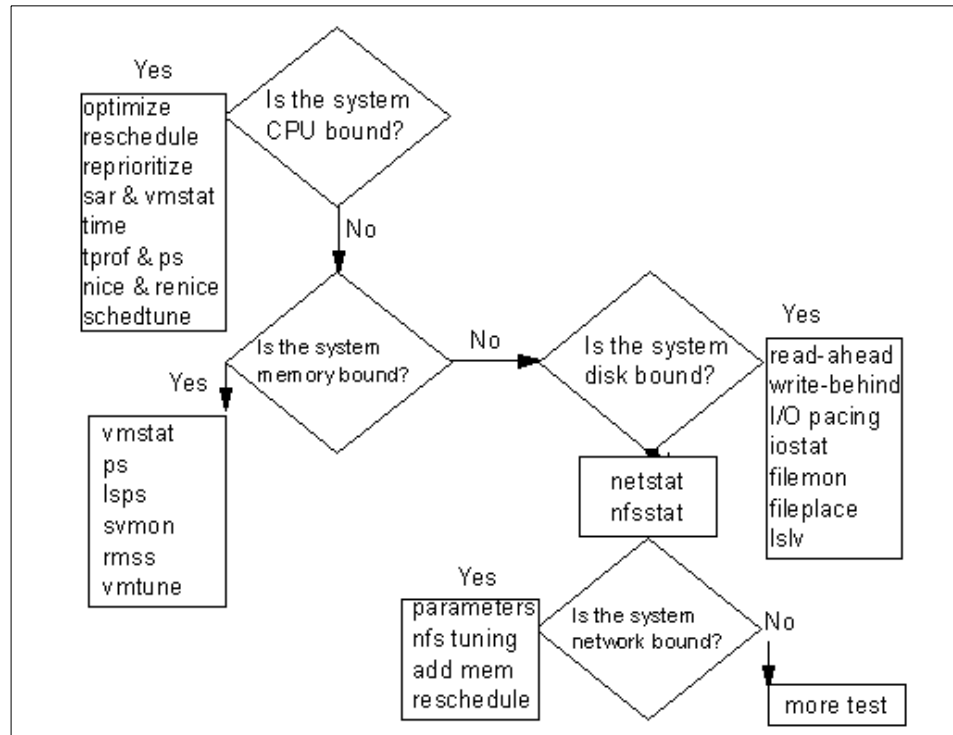 Yes
Is the system
CPU bound?
optimize
reschedule
reprioritize
sar & vmstat
time
tprof & ps
nice & renice
schedtune
No
Is the system
memory bound?
No
Is the system
disk bound?
Yes
read-ahead
write-behind
I/O pacing
iostat
filemon
fileplace
lslv
Yes
vmstat
ps
lsps
svmon
rmss
vmtune
netstat
nfsstat
Yes
parameters
nfs tuning
add mem
reschedule
Is the system
network bound?
No
more test